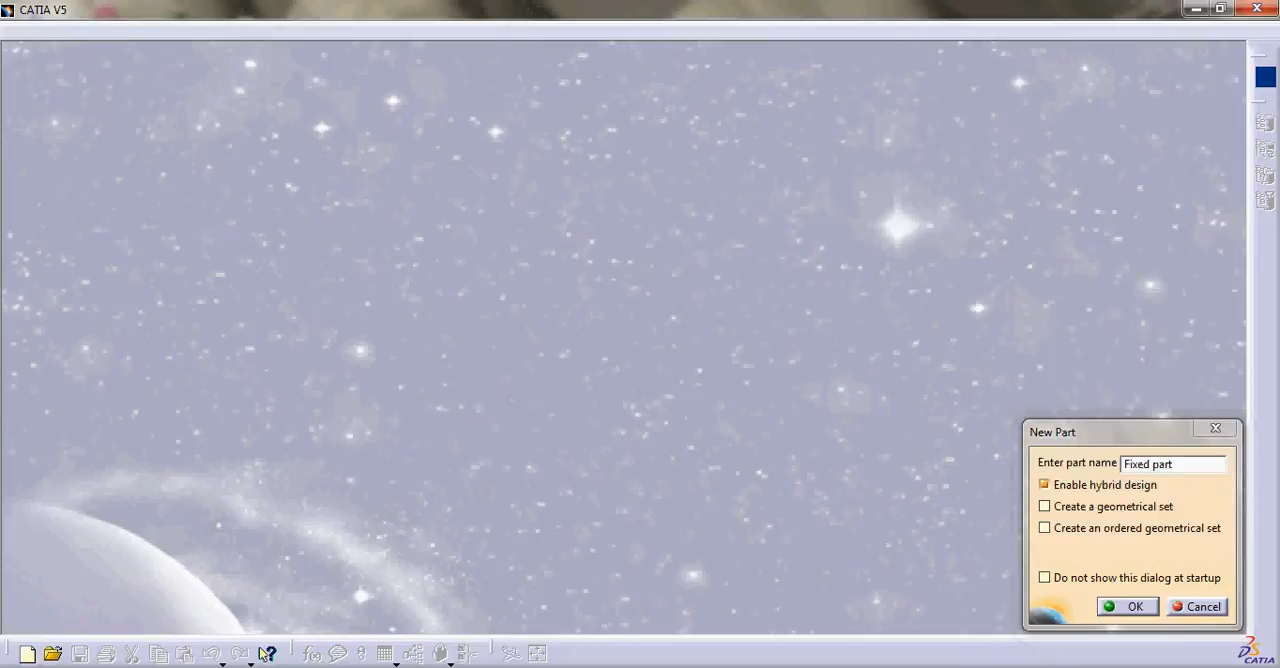 CATIA V5
New Part
Enter part name Fixed part
Enable hybrid design
Create a geometrical set
Create an ordered geometrical set
Do not show this dialog at startup
OK Cancel
f(x)
CATIA